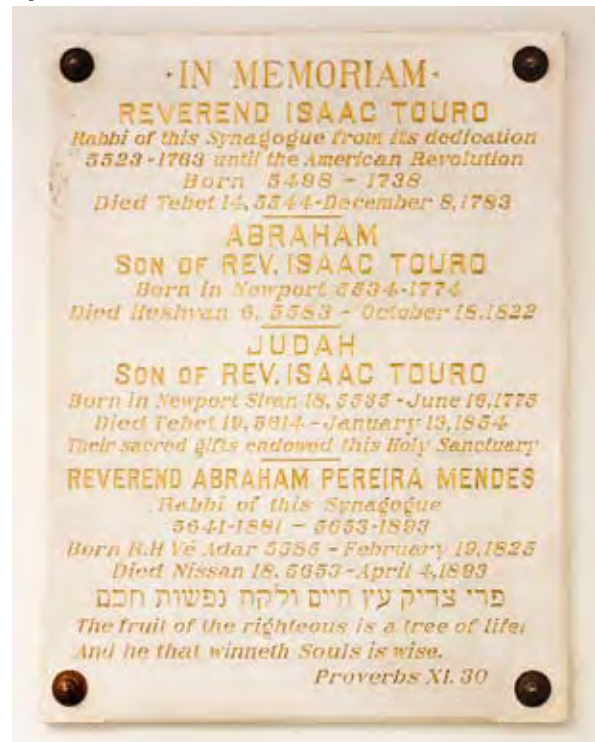 ·IN MEMORIAM·
REVEREND ISAAC TOURO
Rabbi of this Synagogue from its dedication
5523-1763 until the American Revolution
Born 5498 - 1738
Died Tebet 14, 5544-December 8, 1783
ABRAHAM
SON OF REV. ISAAC TOURO
Born in Newport 5534-1774
Died Heshvan 6, 5583 - October 18, 1822
JUDAH
SON OF REV. ISAAC TOURO
Born in Newport Sivan 18, 5535 - June 16, 1775
Died Tebet 19, 5614 - January 13, 1854
Their sacred gifts endowed this Holy Sanctuary
REVEREND ABRAHAM PEREIRA MENDES
Rabbi of this Synagogue
5641-1881 - 5653-1893
Born R.H Vé Adar 5585 - February 19, 1825
Died Nissan 18, 5653 - April 4, 1893
פרי צדיק עץ חיים ולקח נפשות חכם
The fruit of the righteous is a tree of life;
And he that winneth Souls is wise.
Proverbs XI. 30